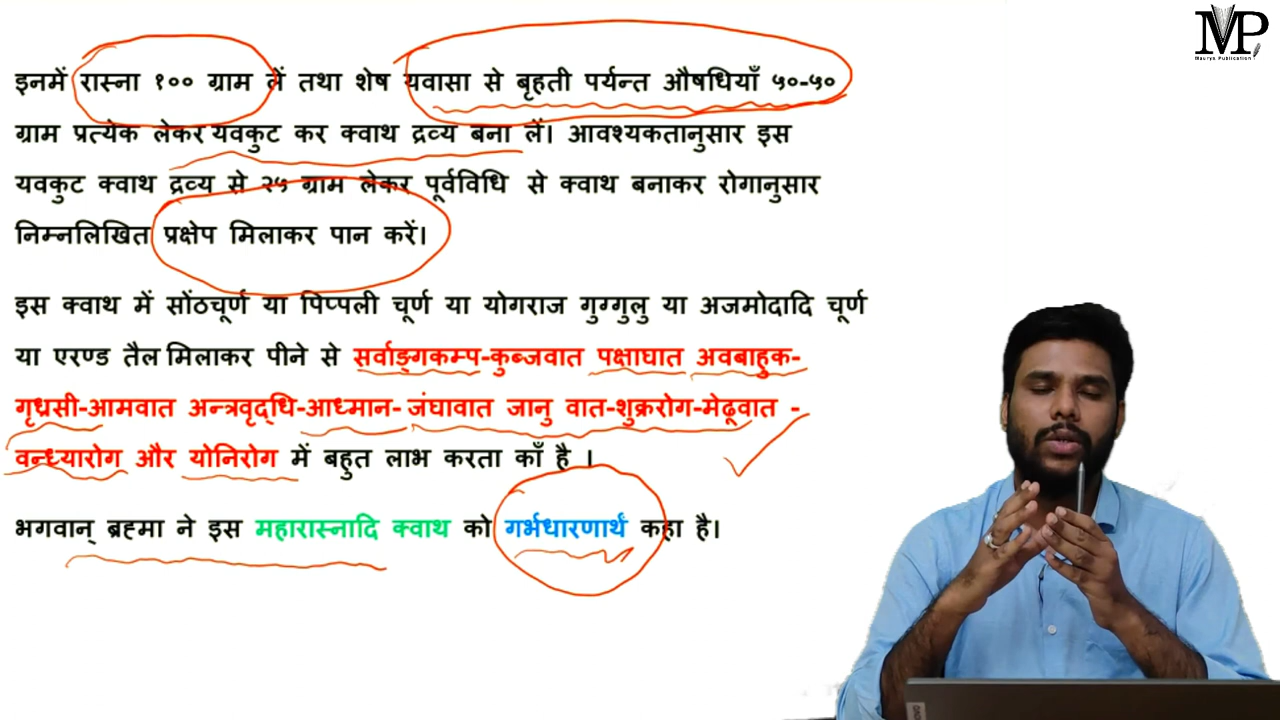 इनमें रास्ना १०० ग्राम लें तथा शेष यवासा से बृहती पर्यन्त औषधियाँ ५०-५०
ग्राम प्रत्येक लेकर यवकुट कर क्वाथ द्रव्य बना लें। आवश्यकतानुसार इस
यवकुट क्वाथ द्रव्य से २५ ग्राम लेकर पूर्वविधि से क्वाथ बनाकर रोगानुसार
निम्नलिखित प्रक्षेप मिलाकर पान करें।
इस क्वाथ में सोंठचूर्ण या पिप्पली चूर्ण या योगराज गुग्गुलु या अजमोदादि चूर्ण
या एरण्ड तैल मिलाकर पीने से सर्वाङ्गकम्प-कुब्जवात पक्षाघात अवबाहुक-
गृध्रसी-आमवात अन्त्रवृद्धि-आध्मान- जंघावात जानु वात-शुक्ररोग-मेढूवात -
वन्ध्यारोग और योनिरोग में बहुत लाभ करता काँ है ।
भगवान् ब्रह्मा ने इस महारास्नादि क्वाथ को गर्भधारणार्थं कहा है।
MP
Maurya Publication